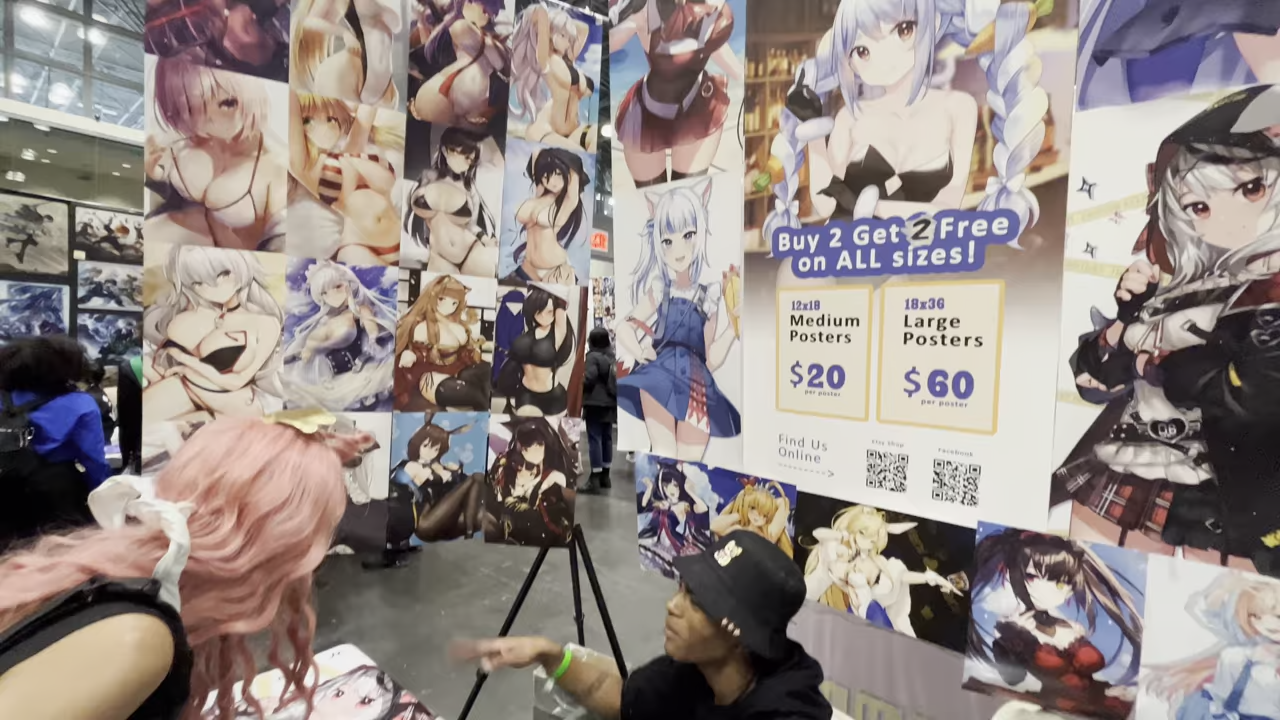 Buy 2 Get 2 Free
on ALL sizes!
12x18
Medium
Posters
$20
per poster
18x36
Large
Posters
$60
per poster
Find Us
Online
Etsy Shop
Facebook